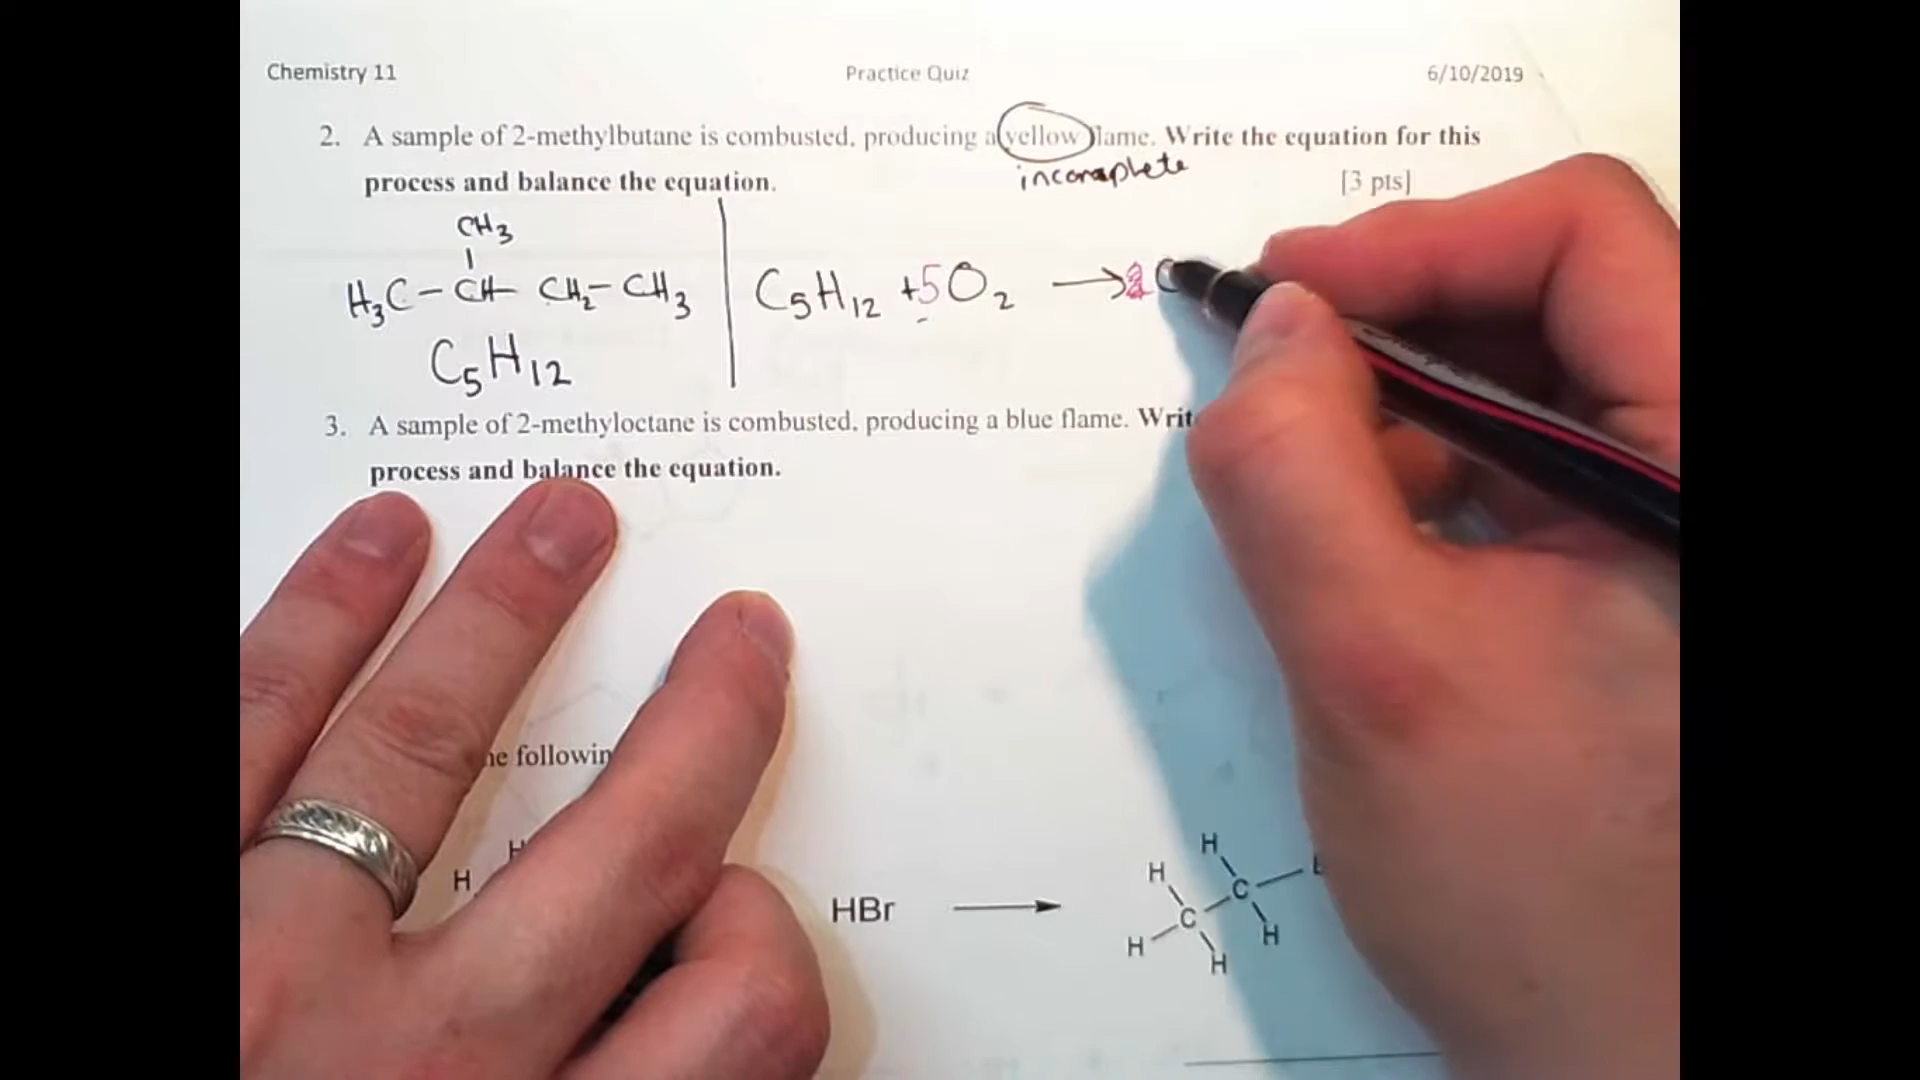 Chemistry 11 Practice Quiz 6/10/2019
2. A sample of 2-methylbutane is combusted, producing a yellow flame. Write the equation for this
incomplete
process and balance the equation. [3 pts]
CH3
H3C-CH-CH2-CH3 C5H12 +5O2 →
C5H12
3. A sample of 2-methyloctane is combusted, producing a blue flame.
process and balance the equation.
H
H
H
H
HBr
C
C
H
H
H